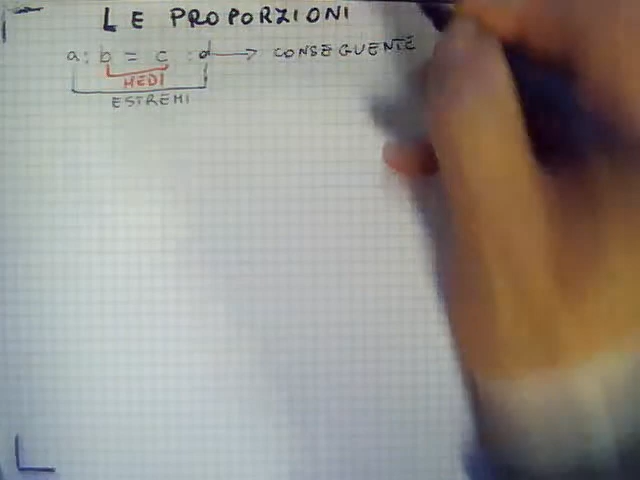 LE PROPORZIONI
a : b = c : d → CONSEGUENTE
MEDI
ESTREMI